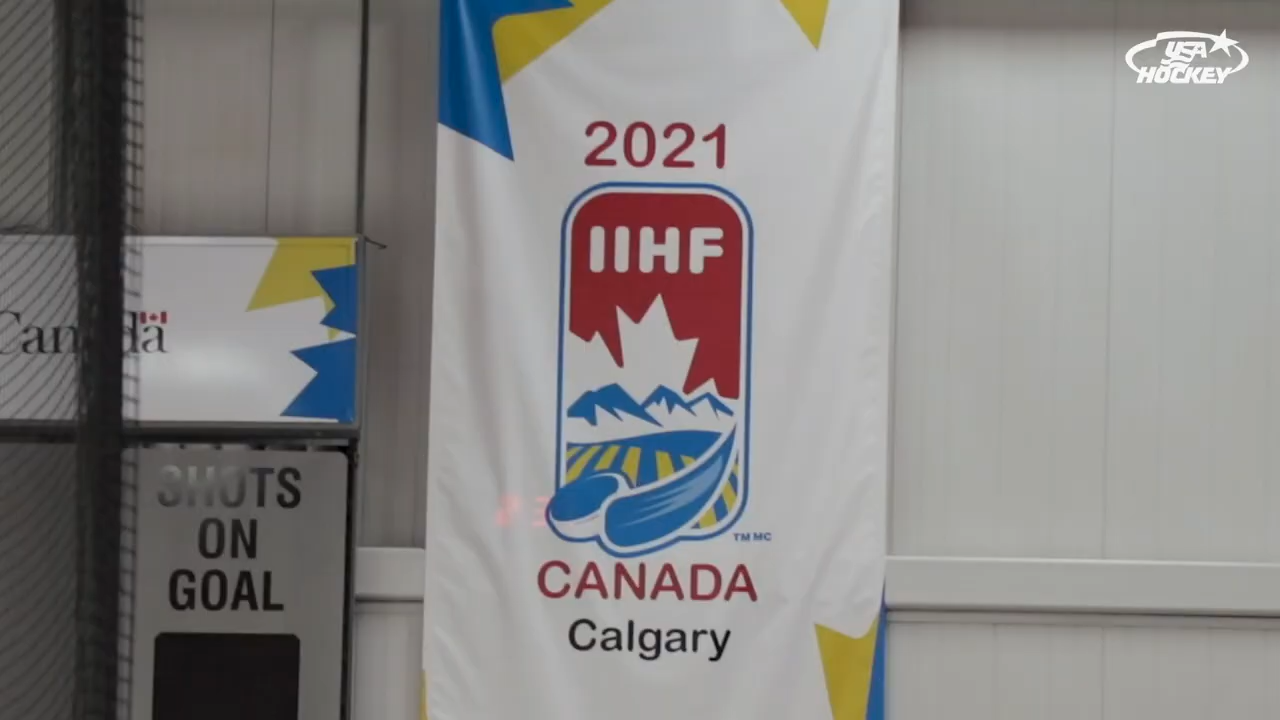 USA
HOCKEY
2021
IIHF
Canada
SHOTS
ON
GOAL
TM MC
CANADA
Calgary